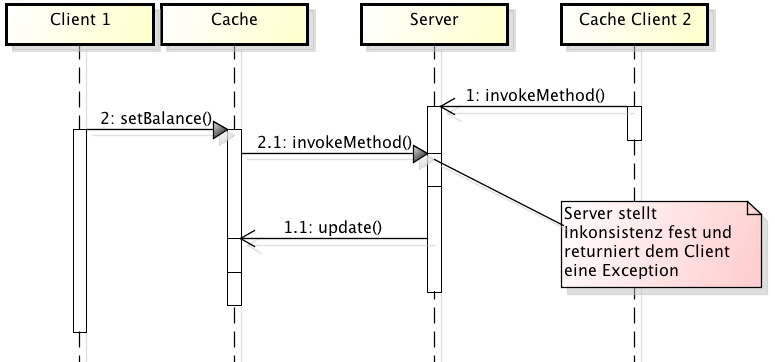 Client 1
Cache
Server
Cache Client 2
1: invokeMethod()
2: setBalance()
2.1: invokeMethod()
1.1: update()
Server stellt
Inkonsistenz fest und
returniert dem Client
eine Exception